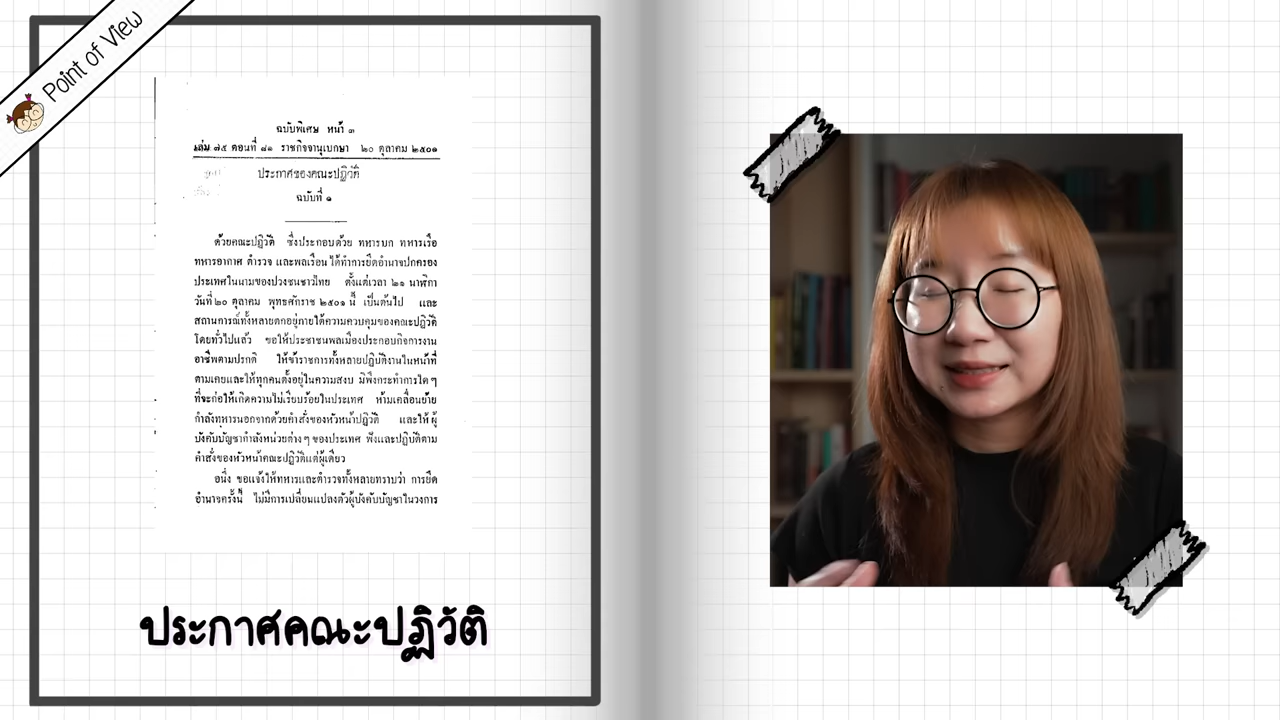 Point of View
ฉบับพิเศษ หน้า ๓
เล่ม ๗๕ ตอนที่ ๘๑ ราชกิจจานุเบกษา ๒๐ ตุลาคม ๒๕๐๑
ประกาศของคณะปฏิวัติ
ฉบับที่ ๑
ด้วยคณะปฏิวัติ ซึ่งประกอบด้วย ทหารบก ทหารเรือ
ทหารอากาศ ตำรวจ และพลเรือน ได้ทำการยึดอำนาจปกครอง
ประเทศในนามของปวงชนชาวไทย ตั้งแต่เวลา ๒๑ นาฬิกา
วันที่ ๒๐ ตุลาคม พุทธศักราช ๒๕๐๑ นี้ เป็นต้นไป และ
สถานการณ์ทั้งหลายตกอยู่ภายใต้ความควบคุมของคณะปฏิวัติ
โดยทั่วไปแล้ว ขอให้ประชาชนพลเมืองประกอบกิจการงาน
อาชีพตามปรกติ ให้ข้าราชการทั้งหลายปฏิบัติงานในหน้าที่
ตามเคยและให้ทุกคนตั้งอยู่ในความสงบ มิพึงกระทำการใด ๆ
ที่จะก่อให้เกิดความไม่เรียบร้อยในประเทศ ห้ามเคลื่อนย้าย
กำลังทหารนอกจากด้วยคำสั่งของหัวหน้าปฏิวัติ และให้ ผู้
บังคับบัญชากำลังหน่วยต่าง ๆ ของประเทศ ฟังและปฏิบัติตาม
คำสั่งของหัวหน้าคณะปฏิวัติแต่ผู้เดียว
อนึ่ง ขอแจ้งให้ทหารและตำรวจทั้งหลายทราบว่า การยึด
อำนาจครั้งนี้ ไม่มีการเปลี่ยนแปลงตัวผู้บังคับบัญชาในวงการ
ประกาศคณะปฏิวัติ